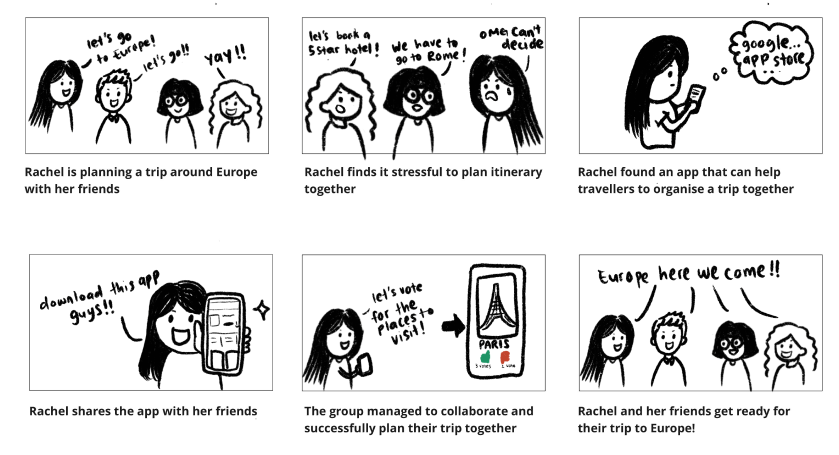 let's go
to Europe!
let's go!!
yay!!
Rachel is planning a trip around Europe
with her friends
let's book a
5 star hotel!
We have to
go to Rome!
OMG! Can't
decide
Rachel finds it stressful to plan itinerary
together
google...
app store
...
Rachel found an app that can help
travellers to organise a trip together
download this app
guys!!
Rachel shares the app with her friends
let's vote
for the
places to
visit!
PARIS
3 votes
1 vote
The group managed to collaborate and
successfully plan their trip together
Europe here we come!!
Rachel and her friends get ready for
their trip to Europe!